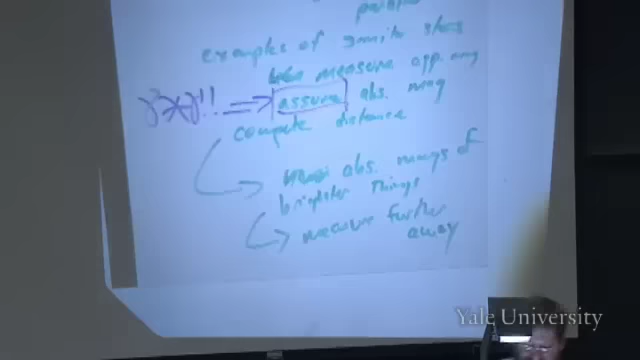 examples of similar stars
measure app. mag
!! ⇒ assume abs. mag
compute distance
abs. mags of
brighter things
measure further
away
Yale University